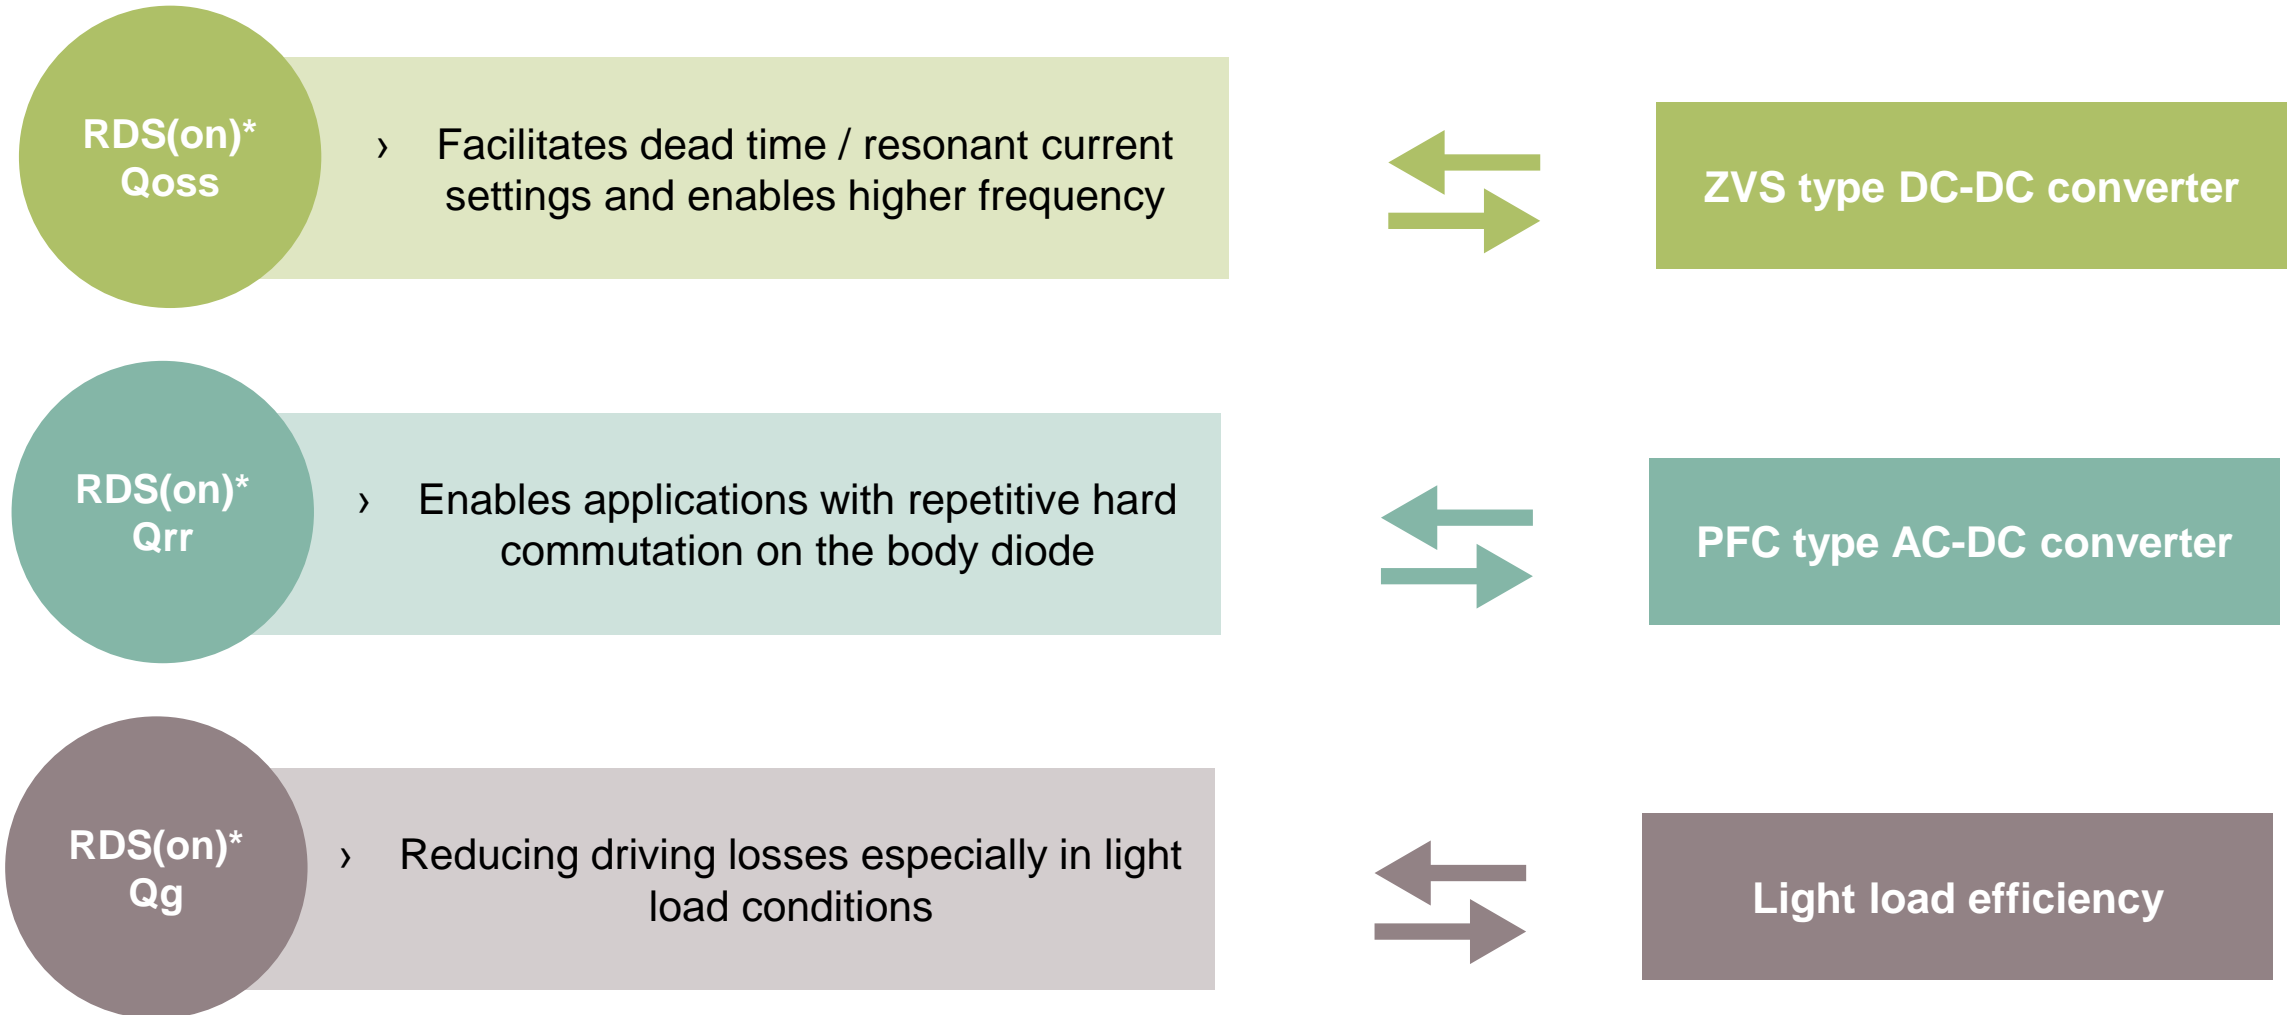 RDS(on)*
Qoss
› Facilitates dead time / resonant current
settings and enables higher frequency
ZVS type DC-DC converter
RDS(on)*
Qrr
› Enables applications with repetitive hard
commutation on the body diode
PFC type AC-DC converter
RDS(on)*
Qg
› Reducing driving losses especially in light
load conditions
Light load efficiency